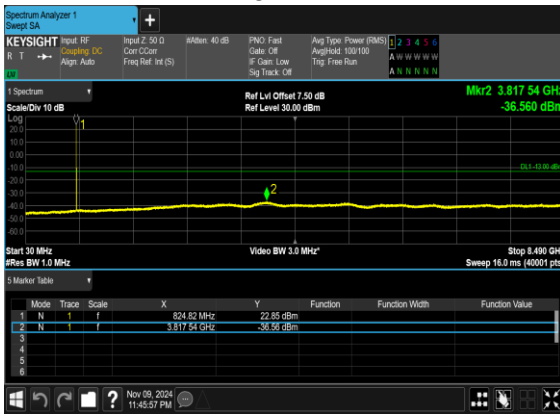 Spectrum Analyzer 1
Swept SA
KEYSIGHT
R T
Input: RF
Coupling: DC
Align: Auto
Input Z: 50 Ω
Corr CCorr
Freq Ref: Int (S)
#Atten: 40 dB
PNO: Fast
Gate: Off
IF Gain: Low
Sig Track: Off
Avg Type: Power (RMS)
Avg|Hold: 100/100
Trig: Free Run
1 2 3 4 5 6
A W W W W W
A N N N N N
1 Spectrum
Scale/Div 10 dB
Ref Lvl Offset 7.50 dB
Ref Level 30.00 dBm
Mkr2 3.817 54 GHz
-36.560 dBm
Log
20.0
10.0
0.00
-10.0
-20.0
-30.0
-40.0
-50.0
-60.0
1
2
DL1 -13.00 dBm
Start 30 MHz
#Res BW 1.0 MHz
Video BW 3.0 MHz*
Stop 8.490 GHz
Sweep 16.0 ms (40001 pts)
5 Marker Table
Mode Trace Scale X Y Function Function Width Function Value
1 N 1 f 824.82 MHz 22.85 dBm
2 N 1 f 3.817 54 GHz -36.56 dBm
3
4
5
6
Nov 09, 2024
11:45:57 PM